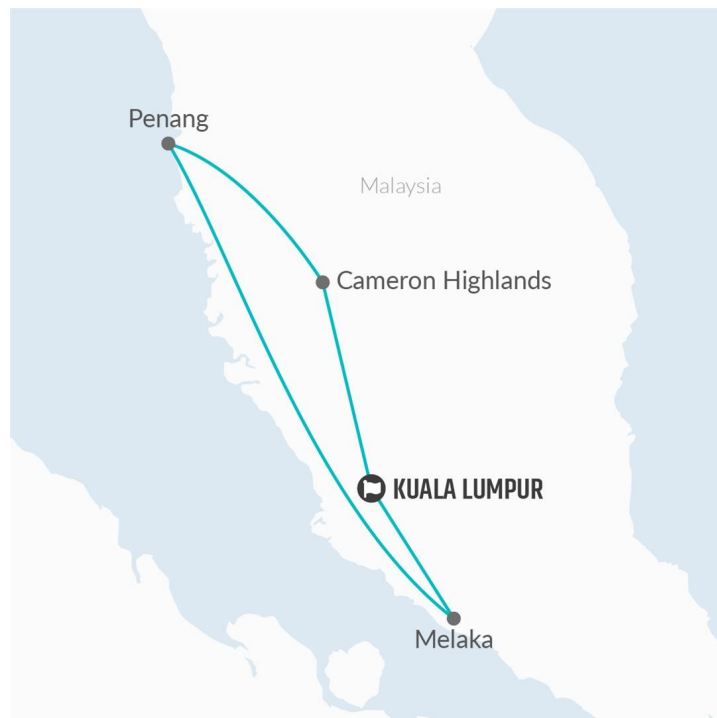 Penang
Malaysia
Cameron Highlands
KUALA LUMPUR
Melaka